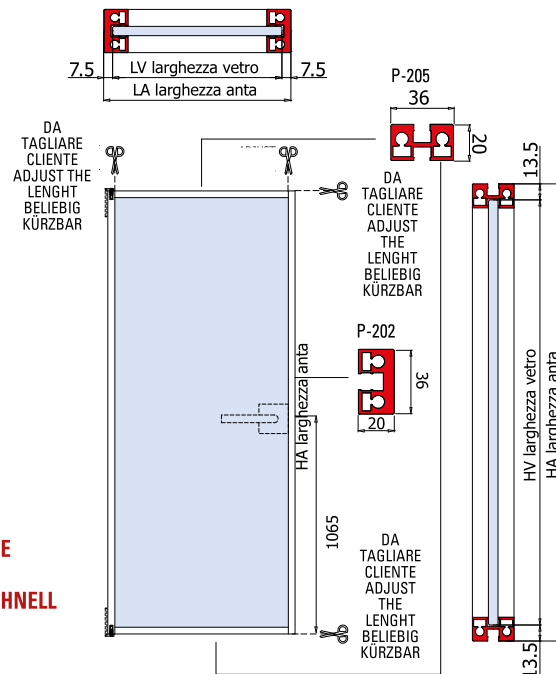 7.5
LV larghezza vetro
7.5
LA larghezza anta
P-205
36
20
13.5
DA
TAGLIARE
CLIENTE
ADJUST THE
LENGHT
BELIEBIG
KÜRZBAR
DA
TAGLIARE
CLIENTE
ADJUST
THE
LENGHT
BELIEBIG
KÜRZBAR
P-202
36
20
HA larghezza anta
HV larghezza vetro
HA larghezza anta
1065
DA
TAGLIARE
CLIENTE
ADJUST
THE
LENGHT
BELIEBIG
KÜRZBAR
E
HNELL
13.5